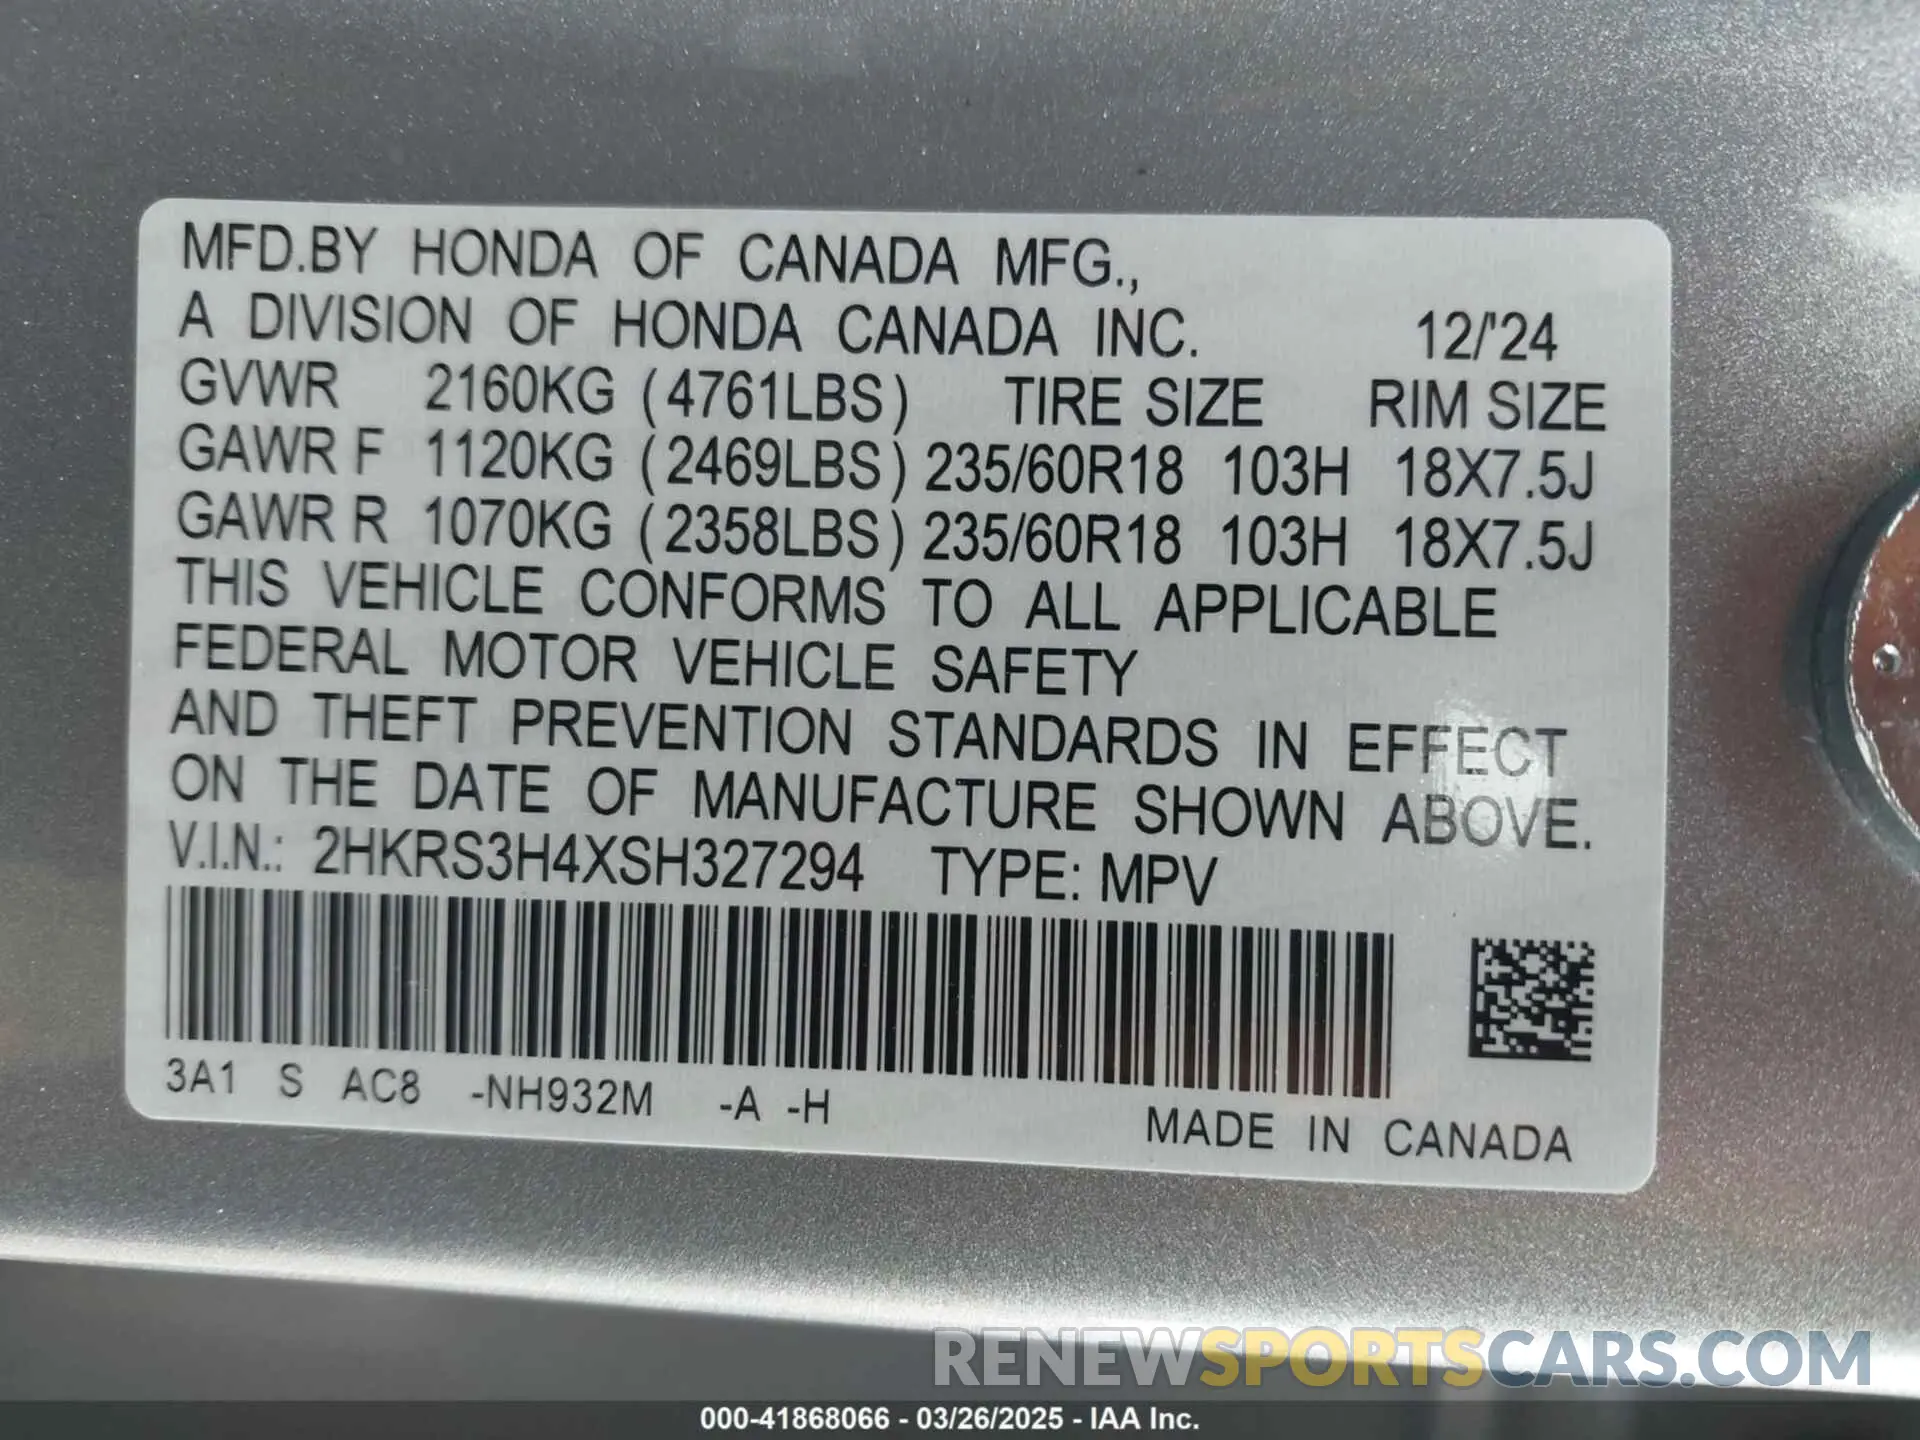 MFD.BY HONDA OF CANADA MFG.,
A DIVISION OF HONDA CANADA INC. 12/'24
GVWR 2160KG (4761LBS) TIRE SIZE RIM SIZE
GAWR F 1120KG (2469LBS) 235/60R18 103H 18X7.5J
GAWR R 1070KG (2358LBS) 235/60R18 103H 18X7.5J
THIS VEHICLE CONFORMS TO ALL APPLICABLE
FEDERAL MOTOR VEHICLE SAFETY
AND THEFT PREVENTION STANDARDS IN EFFECT
ON THE DATE OF MANUFACTURE SHOWN ABOVE.
V.I.N.: 2HKRS3H4XSH327294 TYPE: MPV
3A1 S AC8 -NH932M -A -H
MADE IN CANADA
RENEWSPORTSCARS.COM
000-41868066 - 03/26/2025 - IAA Inc.